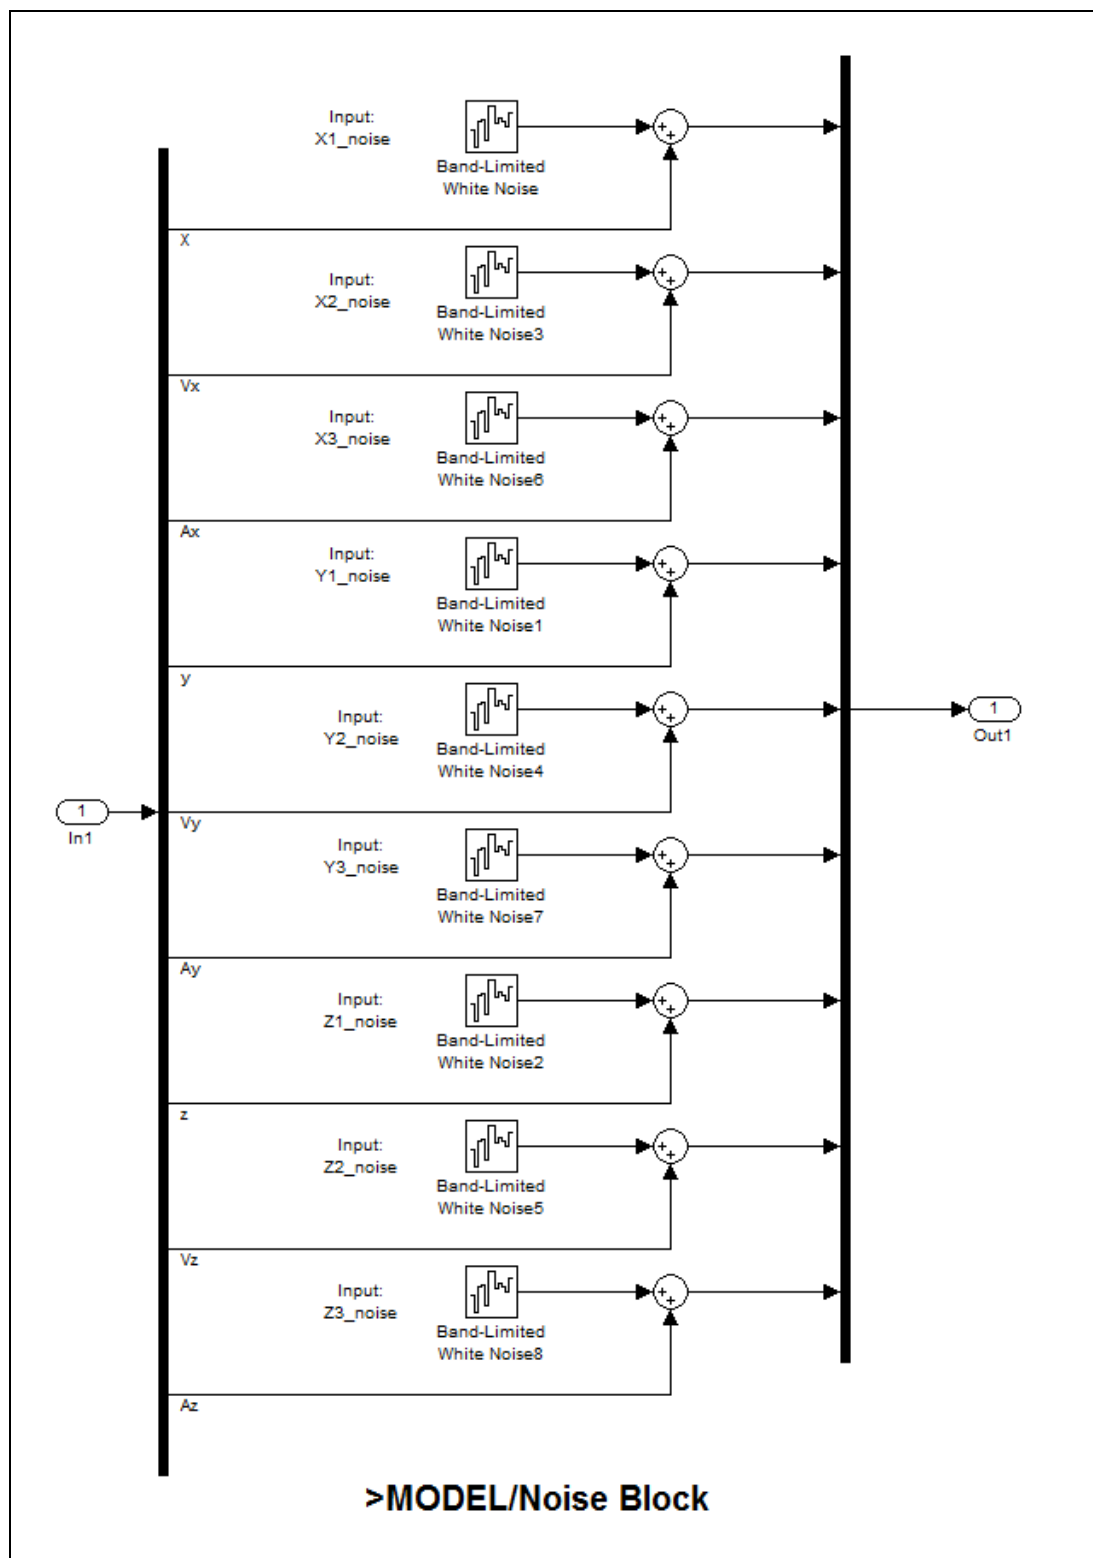 Input:
X1_noise
Band-Limited
White Noise
+
+
X
Input:
X2_noise
Band-Limited
White Noise3
+
+
Vx
Input:
X3_noise
Band-Limited
White Noise6
+
+
Ax
Input:
Y1_noise
Band-Limited
White Noise1
+
+
y
Input:
Y2_noise
Band-Limited
White Noise4
+
+
1
Out1
1
In1
Vy
Input:
Y3_noise
Band-Limited
White Noise7
+
+
Ay
Input:
Z1_noise
Band-Limited
White Noise2
+
+
z
Input:
Z2_noise
Band-Limited
White Noise5
+
+
Vz
Input:
Z3_noise
Band-Limited
White Noise8
+
+
Az
>MODEL/Noise Block